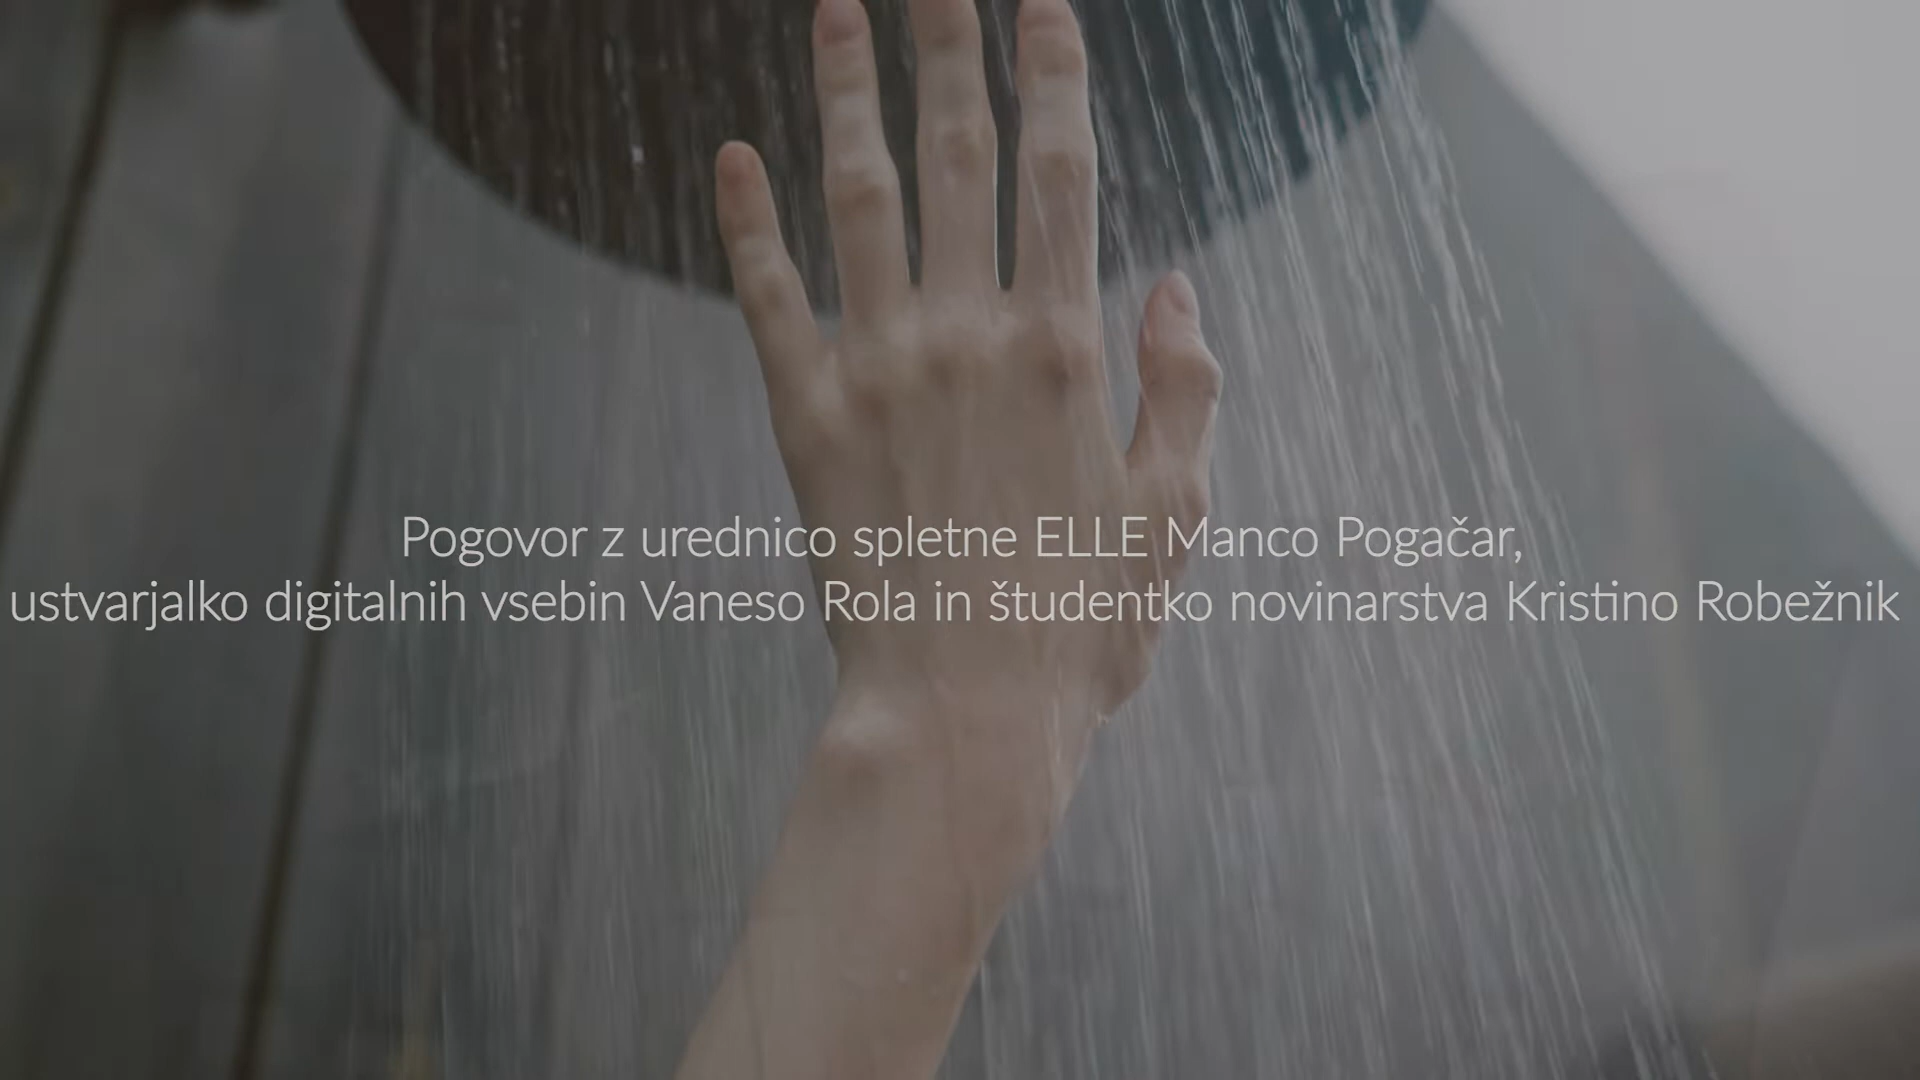 Pogovor z urednico spletne ELLE Manco Pogačar,
ustvarjalko digitalnih vsebin Vaneso Rola in študentko novinarstva Kristino Robežnik